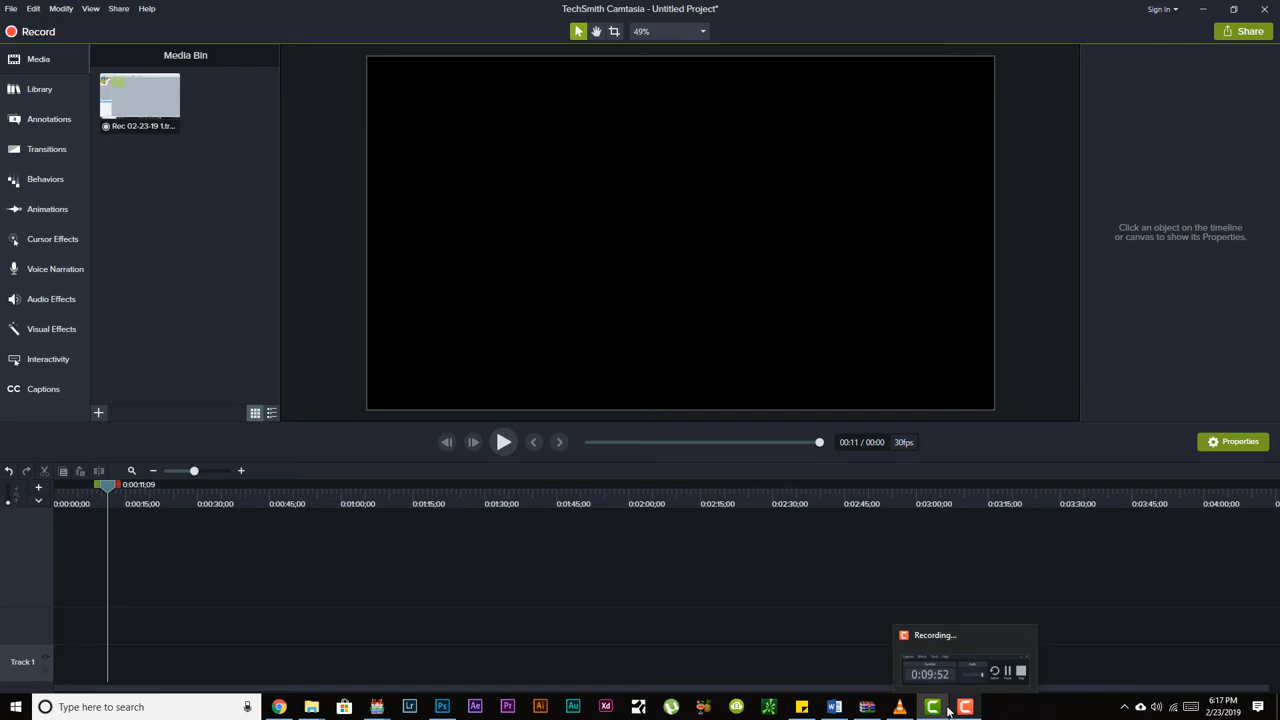 File Edit Modify View Share Help
TechSmith Camtasia - Untitled Project*
Sign In
Record
49%
Share
Media
Media Bin
Library
Rec 02-23-19 1.tr...
Annotations
Transitions
Behaviors
Animations
Cursor Effects
Voice Narration
Audio Effects
Visual Effects
Interactivity
CC Captions
Click an object on the timeline
or canvas to show its Properties.
00:11 / 00:00 30fps
Properties
0:00:11;09
0:00:00;00 0:00:15;00 0:00:30;00 0:00:45;00 0:01:00;00 0:01:15;00 0:01:30;00 0:01:45;00 0:02:00;00 0:02:15;00 0:02:30;00 0:02:45;00 0:03:00;00 0:03:15;00 0:03:30;00 0:03:45;00 0:04:00;00
Recording...
0:09:52
Track 1
Type here to search
Lr Ps Ae Pr Ai Au Xd
6:17 PM
2/23/2019